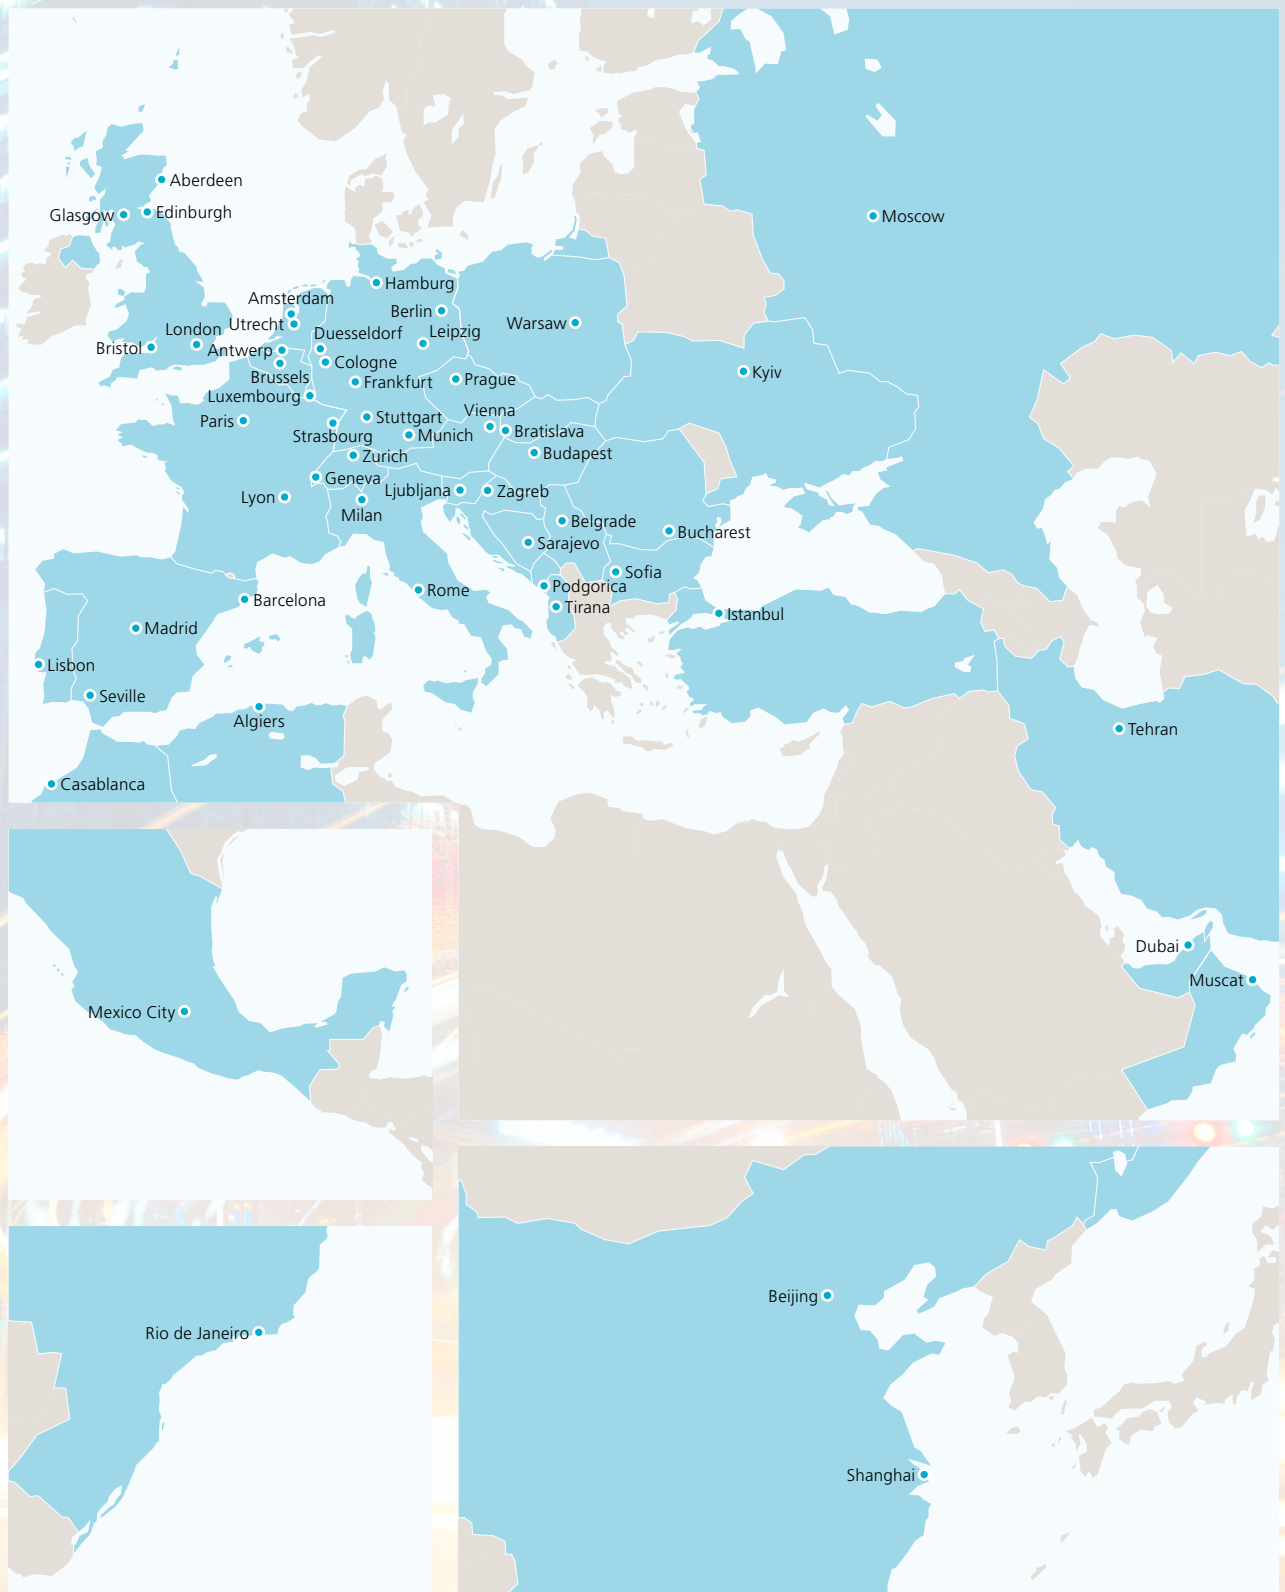 Aberdeen
Glasgow
Edinburgh
Moscow
Hamburg
Amsterdam
Berlin
Utrecht
London
Duesseldorf
Leipzig
Warsaw
Bristol
Antwerp
Cologne
Brussels
Frankfurt
Prague
Kyiv
Luxembourg
Paris
Stuttgart
Vienna
Strasbourg
Munich
Bratislava
Zurich
Budapest
Geneva
Lyon
Ljubljana
Zagreb
Milan
Belgrade
Bucharest
Sarajevo
Sofia
Rome
Podgorica
Barcelona
Tirana
Istanbul
Madrid
Lisbon
Seville
Algiers
Tehran
Casablanca
Dubai
Muscat
Mexico City
Beijing
Rio de Janeiro
Shanghai